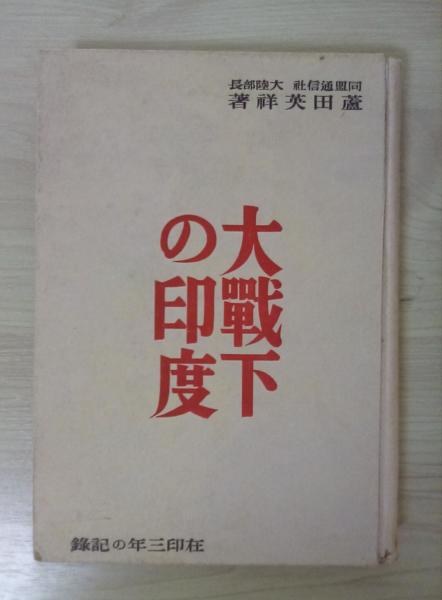 同盟通信社 大陸部長
蘆田英祥著
大戰下
の印度
在印三年の記錄